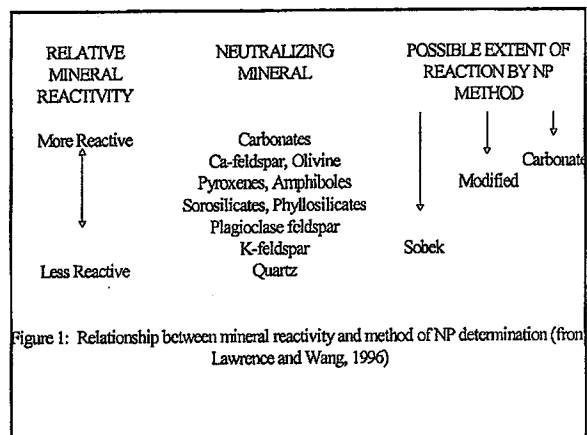 RELATIVE
MINERAL
REACTIVITY
NEUTRALIZING
MINERAL
POSSIBLE EXTENT OF
REACTION BY NP
METHOD
More Reactive
Less Reactive
Carbonates
Ca-feldspar, Olivine
Pyroxenes, Amphiboles
Sorosilicates, Phyllosilicates
Plagioclase feldspar
K-feldspar
Quartz
Carbonate
Modified
Sobek
Figure 1: Relationship between mineral reactivity and method of NP determination (from
Lawrence and Wang, 1996)